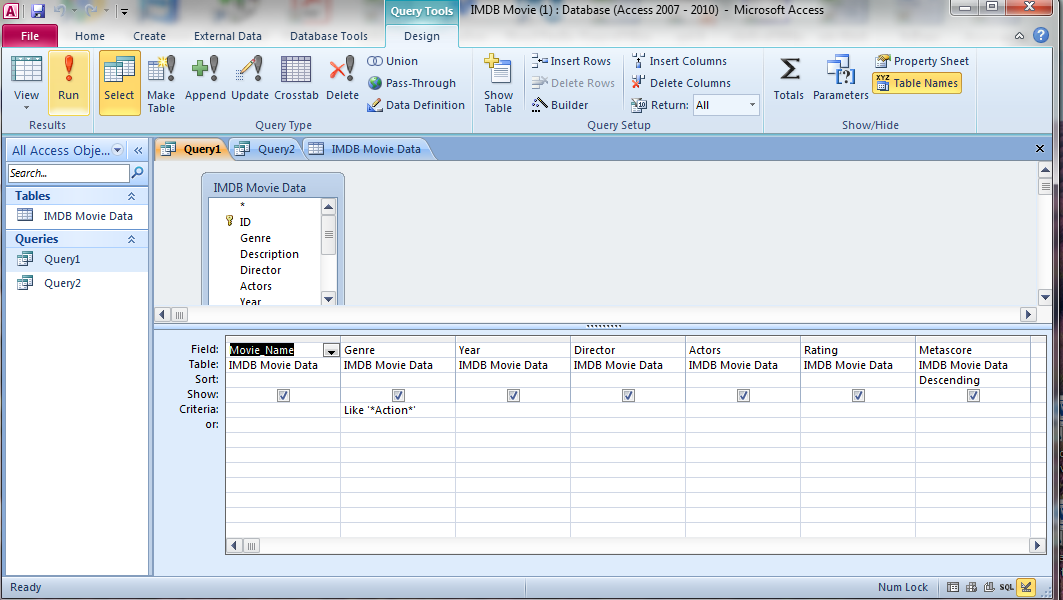 Query Tools IMDB Movie (1) : Database (Access 2007 - 2010) - Microsoft Access
File Home Create External Data Database Tools Design
View Run Select Make Table Append Update Crosstab Delete
Union
Pass-Through
Data Definition
Show Table
Insert Rows
Delete Rows
Builder
Insert Columns
Delete Columns
Return: All
Totals Parameters
Property Sheet
Table Names
Results Query Type Query Setup Show/Hide
All Access Obje...
Search...
Tables
IMDB Movie Data
Queries
Query1
Query2
Query1 Query2 IMDB Movie Data
IMDB Movie Data
*
ID
Genre
Description
Director
Actors
Year
Field: Movie_Name Genre Year Director Actors Rating Metascore
Table: IMDB Movie Data IMDB Movie Data IMDB Movie Data IMDB Movie Data IMDB Movie Data IMDB Movie Data IMDB Movie Data
Sort: Descending
Show:
Criteria: Like '*Action*'
or:
Ready Num Lock SQL